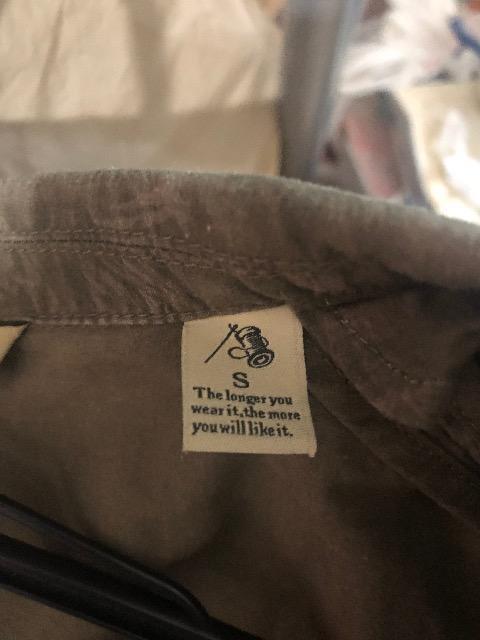 S
The longer you
wear it,the more
you will like it.